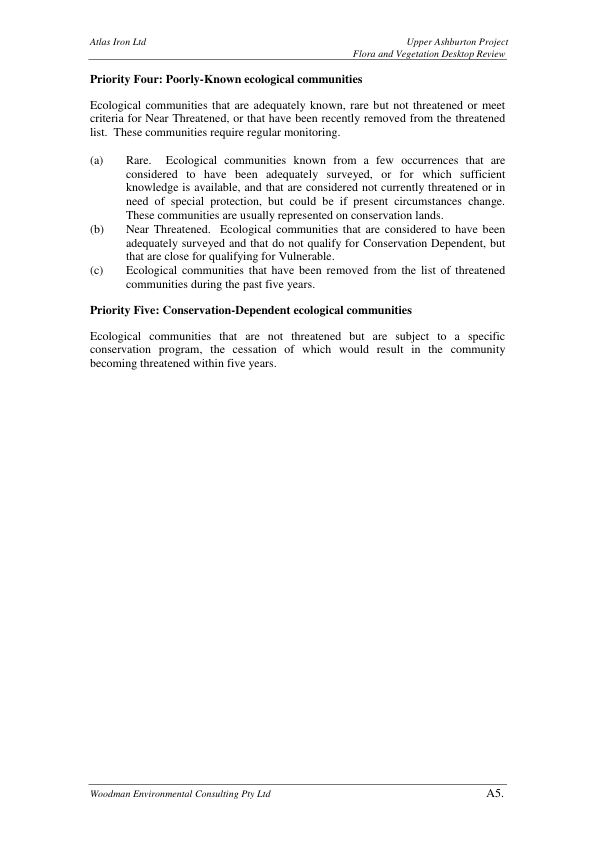 Atlas Iron Ltd Upper Ashburton Project
Flora and Vegetation Desktop Review
Priority Four: Poorly-Known ecological communities
Ecological communities that are adequately known, rare but not threatened or meet
criteria for Near Threatened, or that have been recently removed from the threatened
list. These communities require regular monitoring.
(a) Rare. Ecological communities known from a few occurrences that are
considered to have been adequately surveyed, or for which sufficient
knowledge is available, and that are considered not currently threatened or in
need of special protection, but could be if present circumstances change.
These communities are usually represented on conservation lands.
(b) Near Threatened. Ecological communities that are considered to have been
adequately surveyed and that do not qualify for Conservation Dependent, but
that are close for qualifying for Vulnerable.
(c) Ecological communities that have been removed from the list of threatened
communities during the past five years.
Priority Five: Conservation-Dependent ecological communities
Ecological communities that are not threatened but are subject to a specific
conservation program, the cessation of which would result in the community
becoming threatened within five years.
Woodman Environmental Consulting Pty Ltd A5.